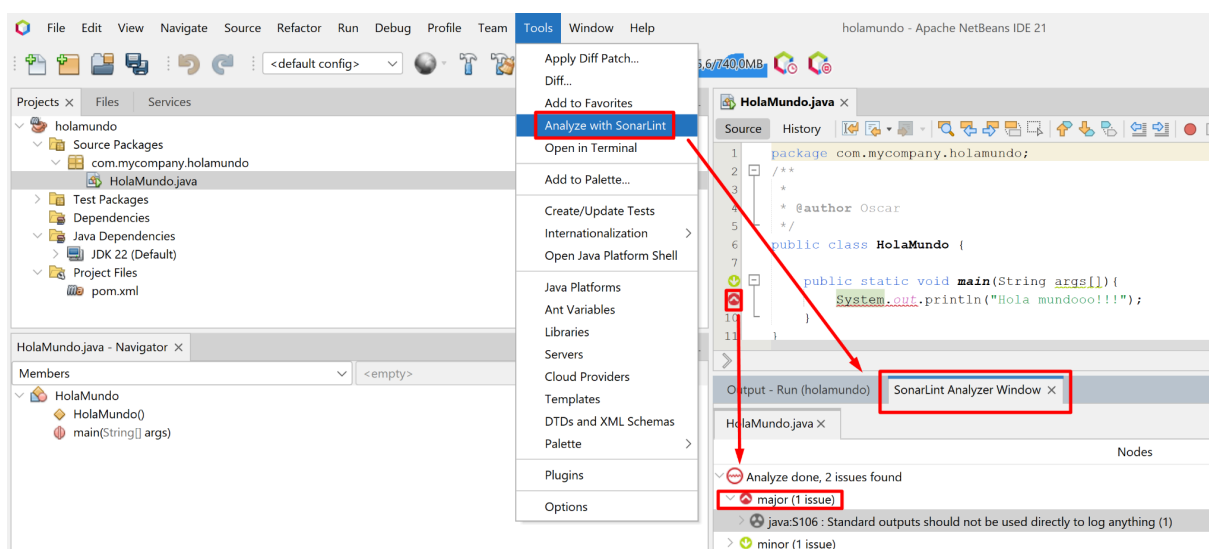 File Edit View Navigate Source Refactor Run Debug Profile Team Tools Window Help
holamundo - Apache NetBeans IDE 21
<default config>
6/740,0MB
Projects Files Services
holamundo
Source Packages
com.mycompany.holamundo
HolaMundo.java
Test Packages
Dependencies
Java Dependencies
JDK 22 (Default)
Project Files
pom.xml
HolaMundo.java - Navigator
Members
<empty>
HolaMundo
HolaMundo()
main(String[] args)
Apply Diff Patch...
Diff...
Add to Favorites
Analyze with SonarLint
Open in Terminal
Add to Palette...
Create/Update Tests
Internationalization
Open Java Platform Shell
Java Platforms
Ant Variables
Libraries
Servers
Cloud Providers
Templates
DTDs and XML Schemas
Palette
Plugins
Options
HolaMundo.java
Source History
1 package com.mycompany.holamundo;
2 /**
3 *
4 * @author Oscar
5 */
6 public class HolaMundo {
7
public static void main(String args[]){
System.out.println("Hola mundooo!!!");
10 }
11 }
Output - Run (holamundo) SonarLint Analyzer Window
HolaMundo.java
Nodes
Analyze done, 2 issues found
major (1 issue)
java:S106 : Standard outputs should not be used directly to log anything (1)
minor (1 issue)